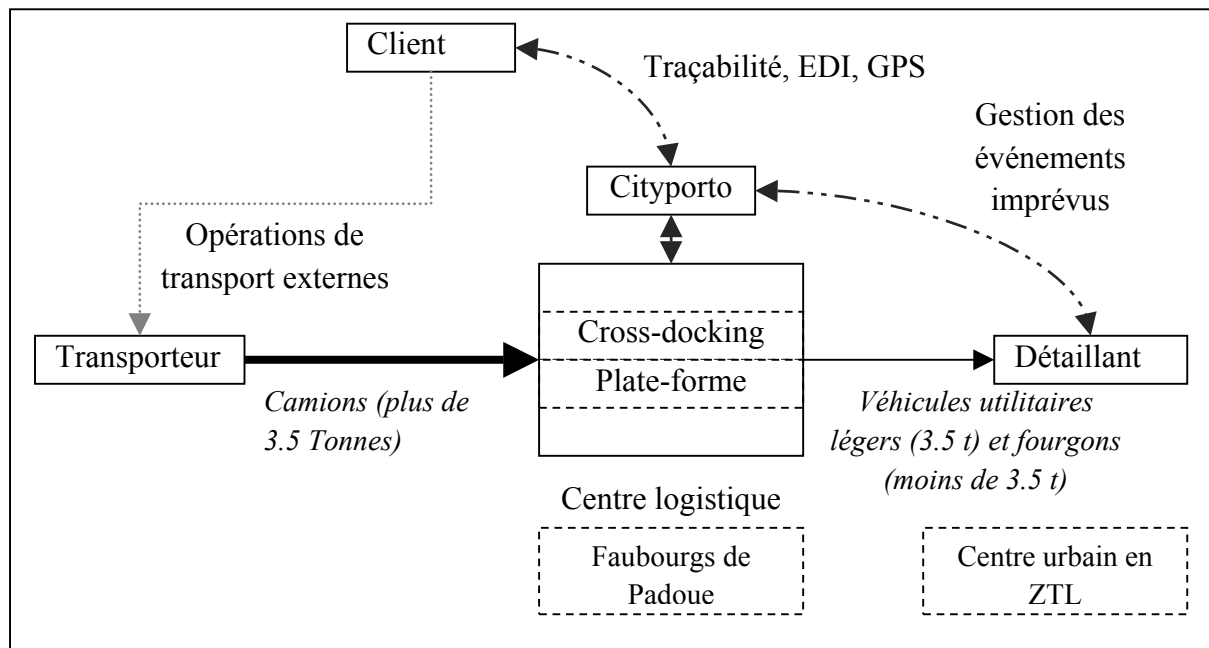 Client
Traçabilité, EDI, GPS
Gestion des
événements
imprévus
Cityporto
Opérations de
transport externes
Cross-docking
Transporteur
Plate-forme
Détaillant
Camions (plus de
3.5 Tonnes)
Véhicules utilitaires
légers (3.5 t) et fourgons
(moins de 3.5 t)
Centre logistique
Faubourgs de
Padoue
Centre urbain en
ZTL